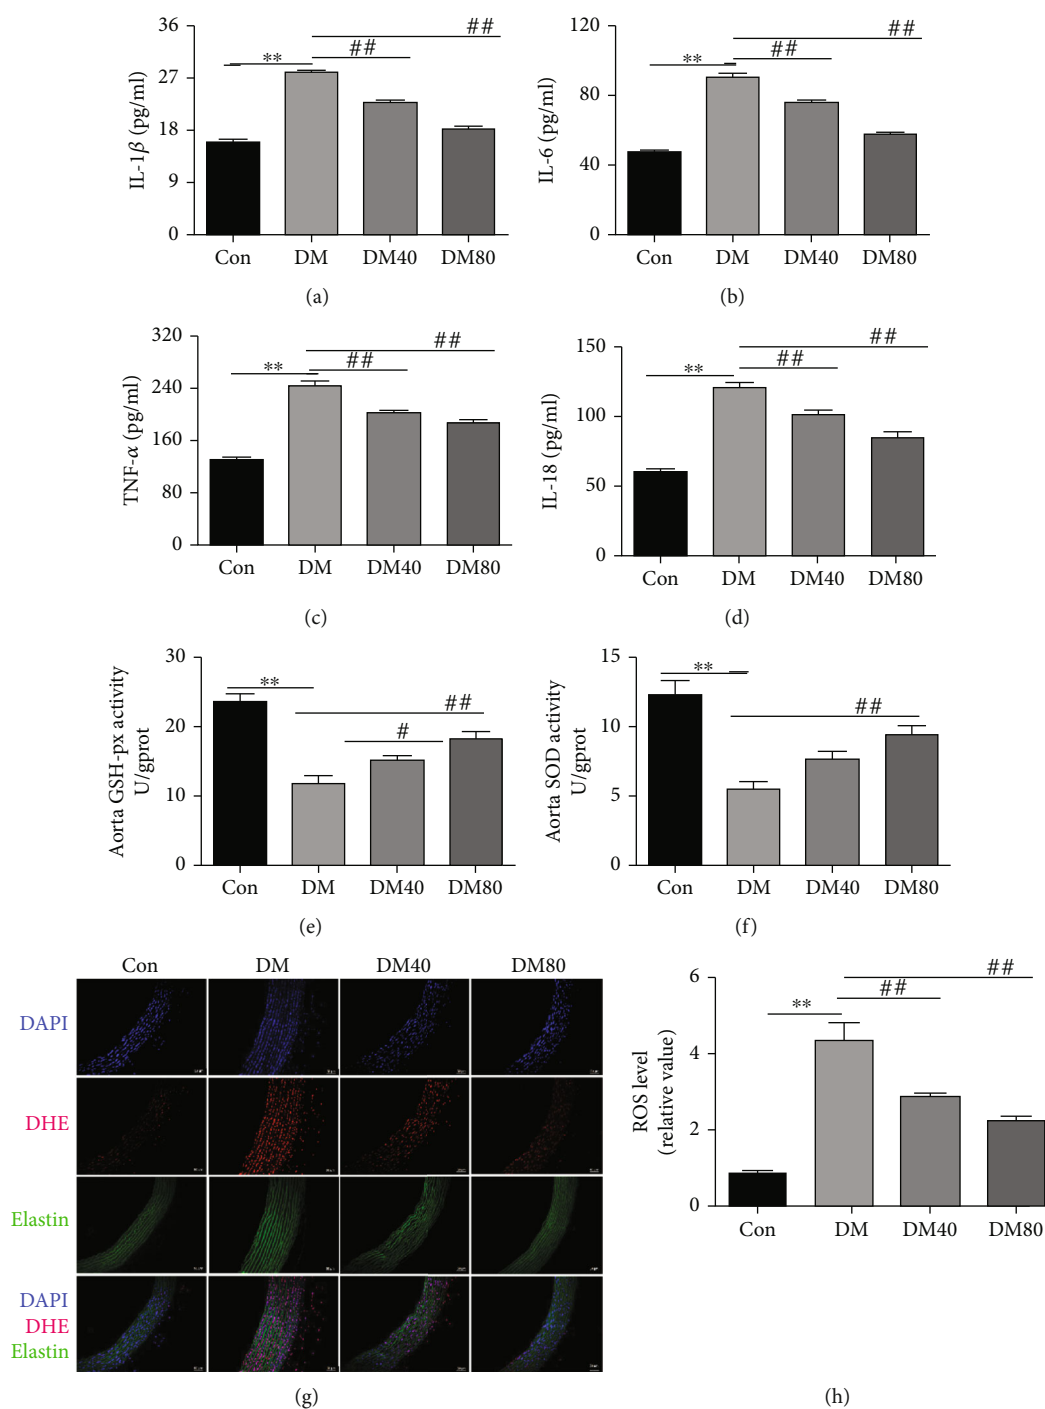 36
27
18
9
0
IL-1β (pg/ml)
**
##
##
Con DM DM40 DM80
(a)
120
80
40
0
IL-6 (pg/ml)
**
##
##
Con DM DM40 DM80
(b)
320
240
160
80
0
TNF-α (pg/ml)
**
##
##
Con DM DM40 DM80
(c)
150
100
50
0
IL-18 (pg/ml)
**
##
##
Con DM DM40 DM80
(d)
30
20
10
0
Aorta GSH-px activity
U/gprot
**
##
#
Con DM DM40 DM80
(e)
15
10
5
0
Aorta SOD activity
U/gprot
**
##
Con DM DM40 DM80
(f)
Con DM DM40 DM80
DAPI
DHE
Elastin
DAPI
DHE
Elastin
(g)
6
4
2
0
ROS level
(relative value)
**
##
##
Con DM DM40 DM80
(h)